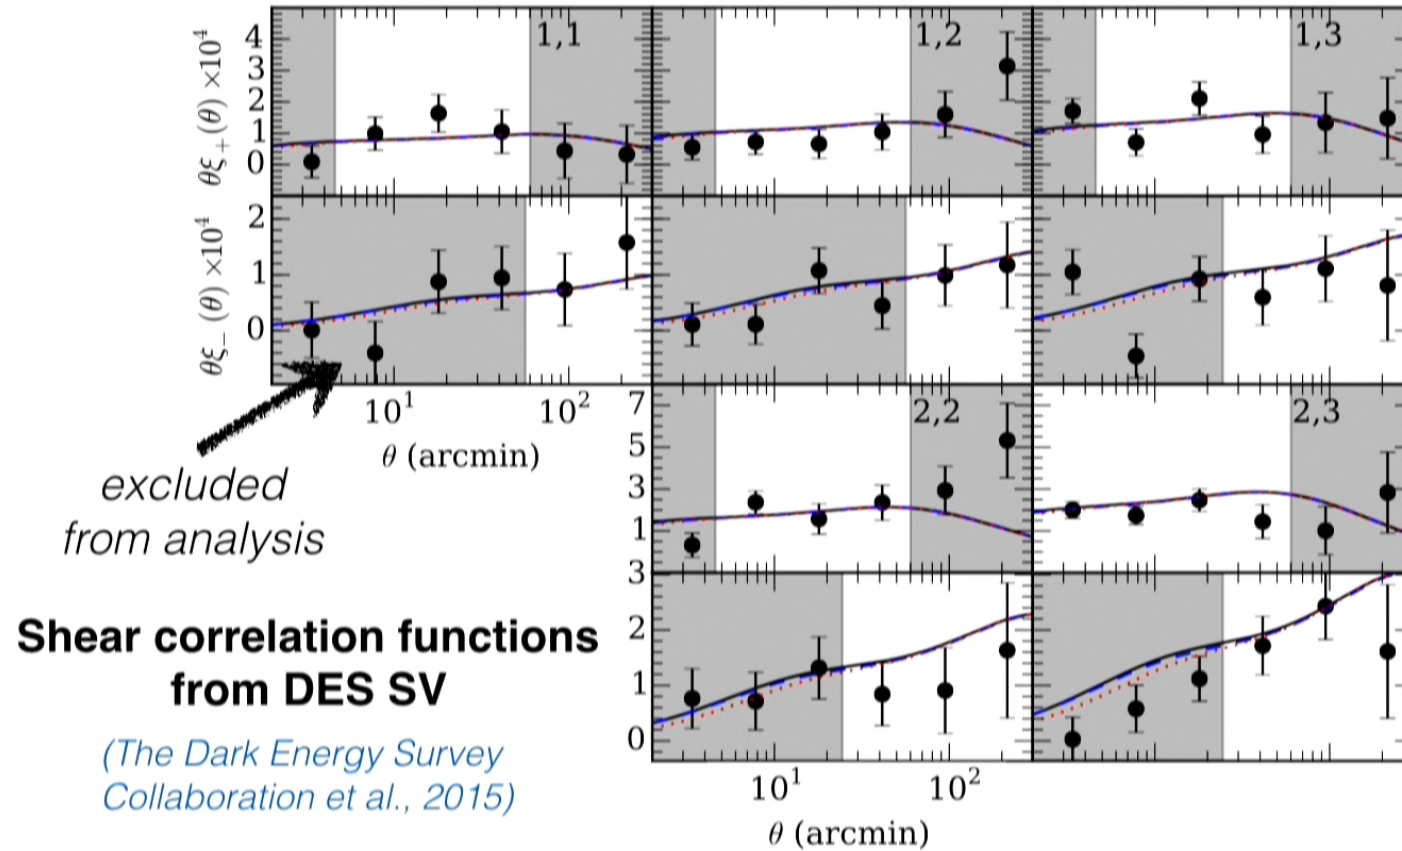 θξ₊(θ) ×10⁴
4
3
2
1
0
1,1
1,2
1,3
θξ₋(θ) ×10⁴
2
1
0
10¹ 10²
θ (arcmin)
excluded
from analysis
7
5
3
1
2,2
2,3
3
2
1
0
10¹ 10²
θ (arcmin)
Shear correlation functions
from DES SV
(The Dark Energy Survey
Collaboration et al., 2015)